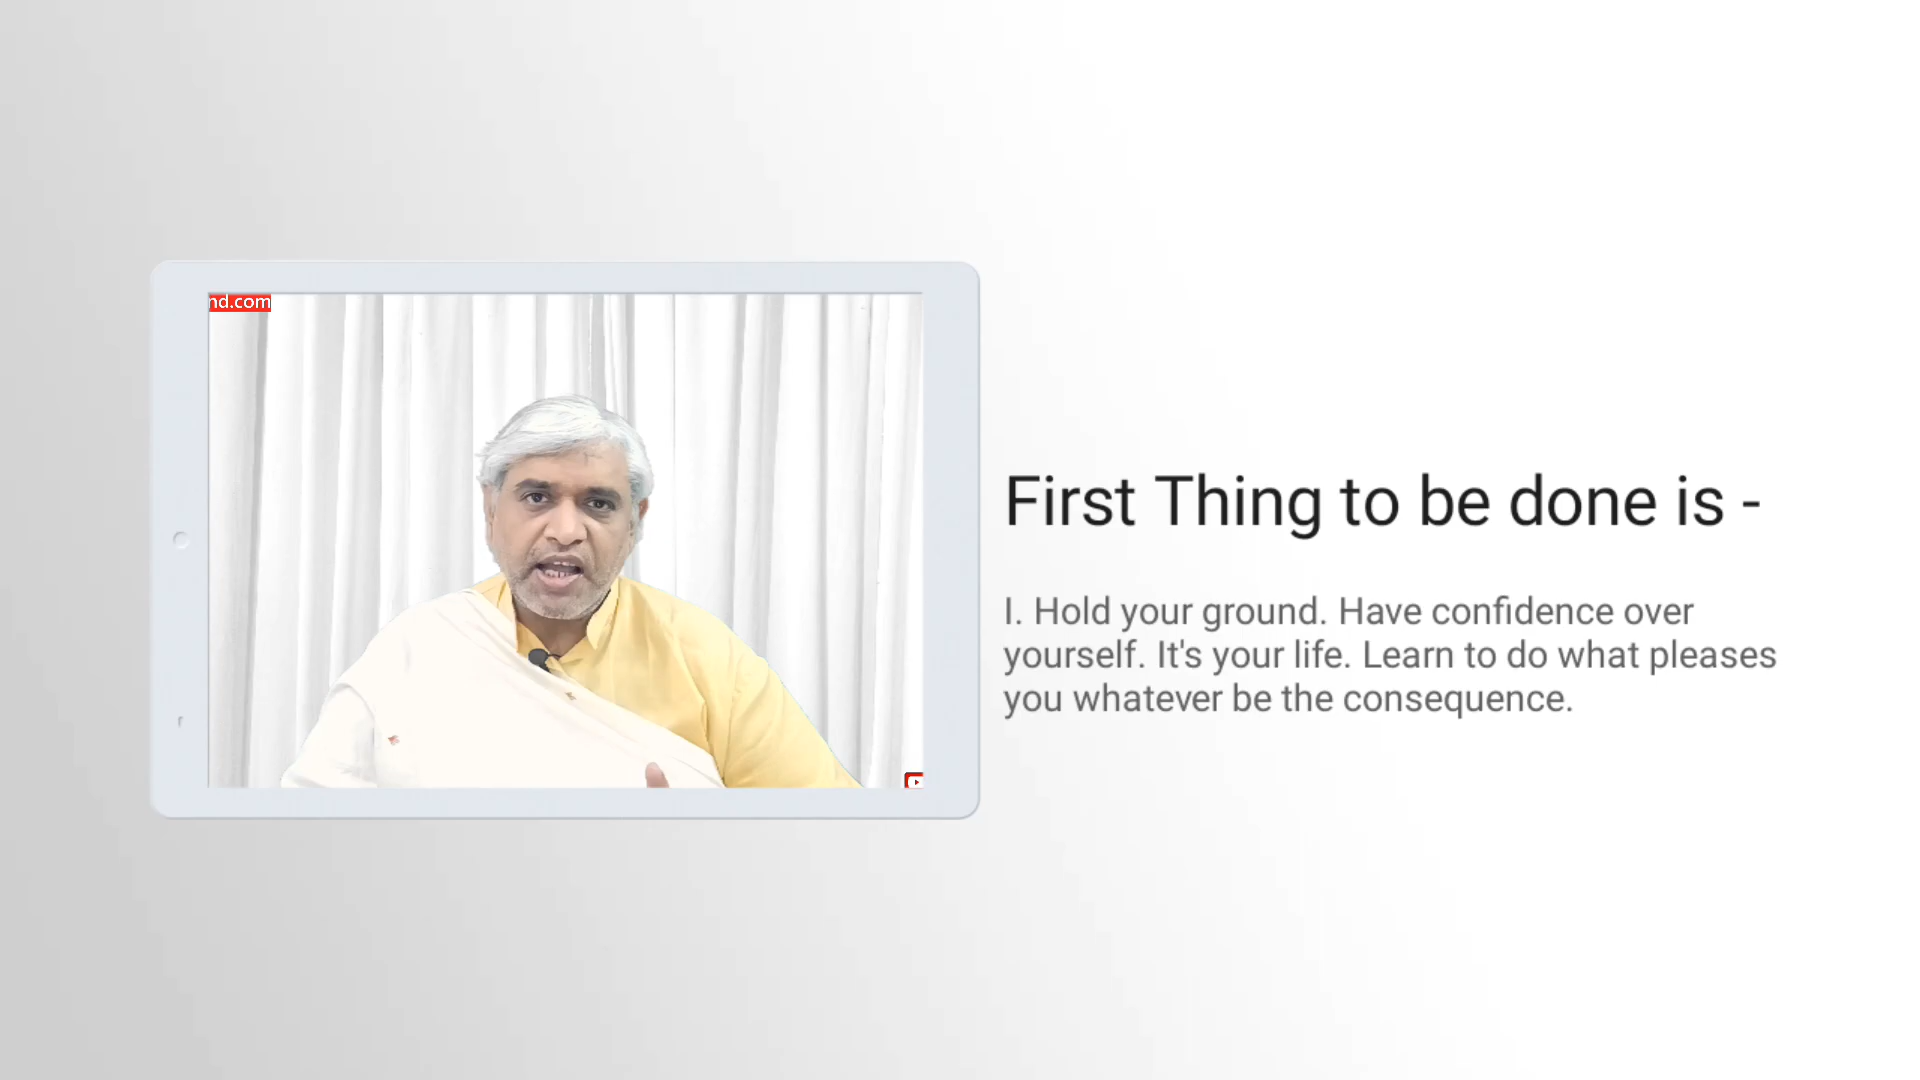 nd.com
First Thing to be done is -
I. Hold your ground. Have confidence over
yourself. It's your life. Learn to do what pleases
you whatever be the consequence.